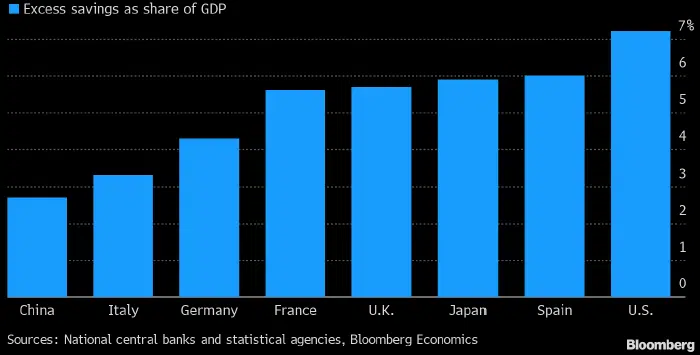 Excess savings as share of GDP
7%
6
5
4
3
2
1
0
China Italy Germany France U.K. Japan Spain U.S.
Sources: National central banks and statistical agencies, Bloomberg Economics
Bloomberg